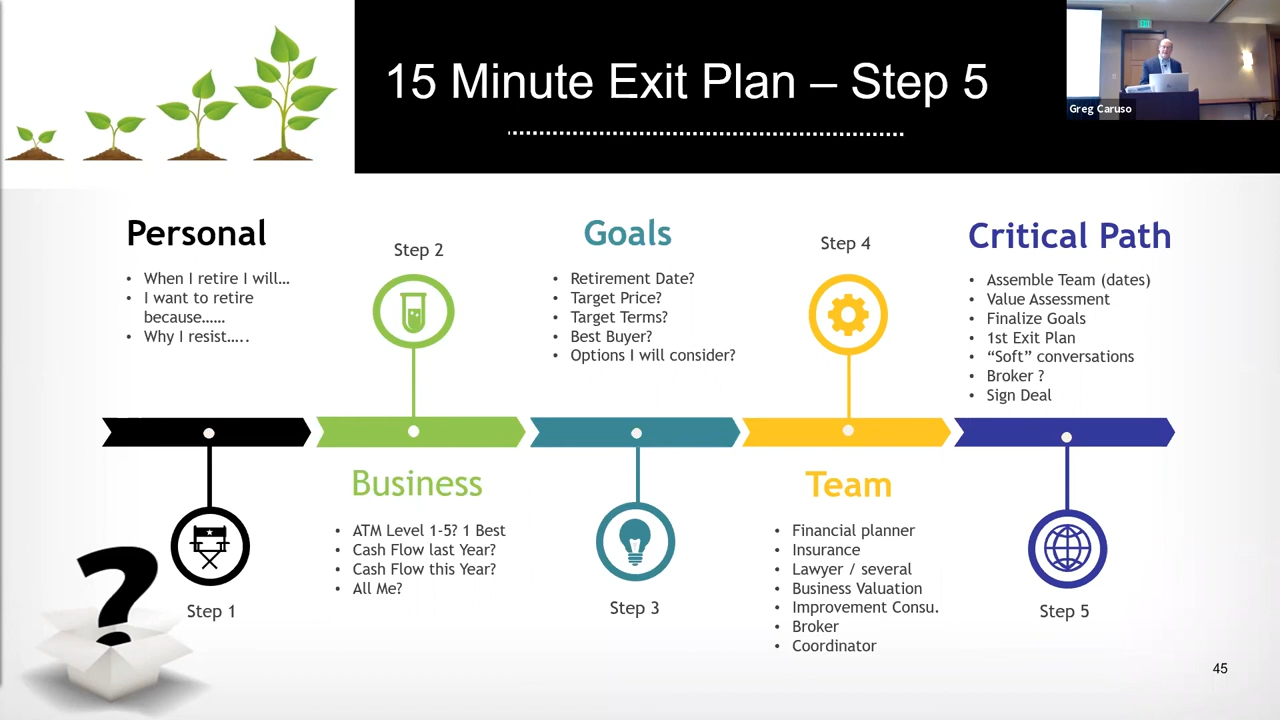 15 Minute Exit Plan – Step 5
Greg Caruso
Personal
• When I retire I will…
• I want to retire
because……
• Why I resist…..
Step 1
Step 2
Business
• ATM Level 1-5? 1 Best
• Cash Flow last Year?
• Cash Flow this Year?
• All Me?
Goals
• Retirement Date?
• Target Price?
• Target Terms?
• Best Buyer?
• Options I will consider?
Step 3
Step 4
Team
• Financial planner
• Insurance
• Lawyer / several
• Business Valuation
• Improvement Consu.
• Broker
• Coordinator
Critical Path
• Assemble Team (dates)
• Value Assessment
• Finalize Goals
• 1st Exit Plan
• “Soft” conversations
• Broker ?
• Sign Deal
Step 5
?
45